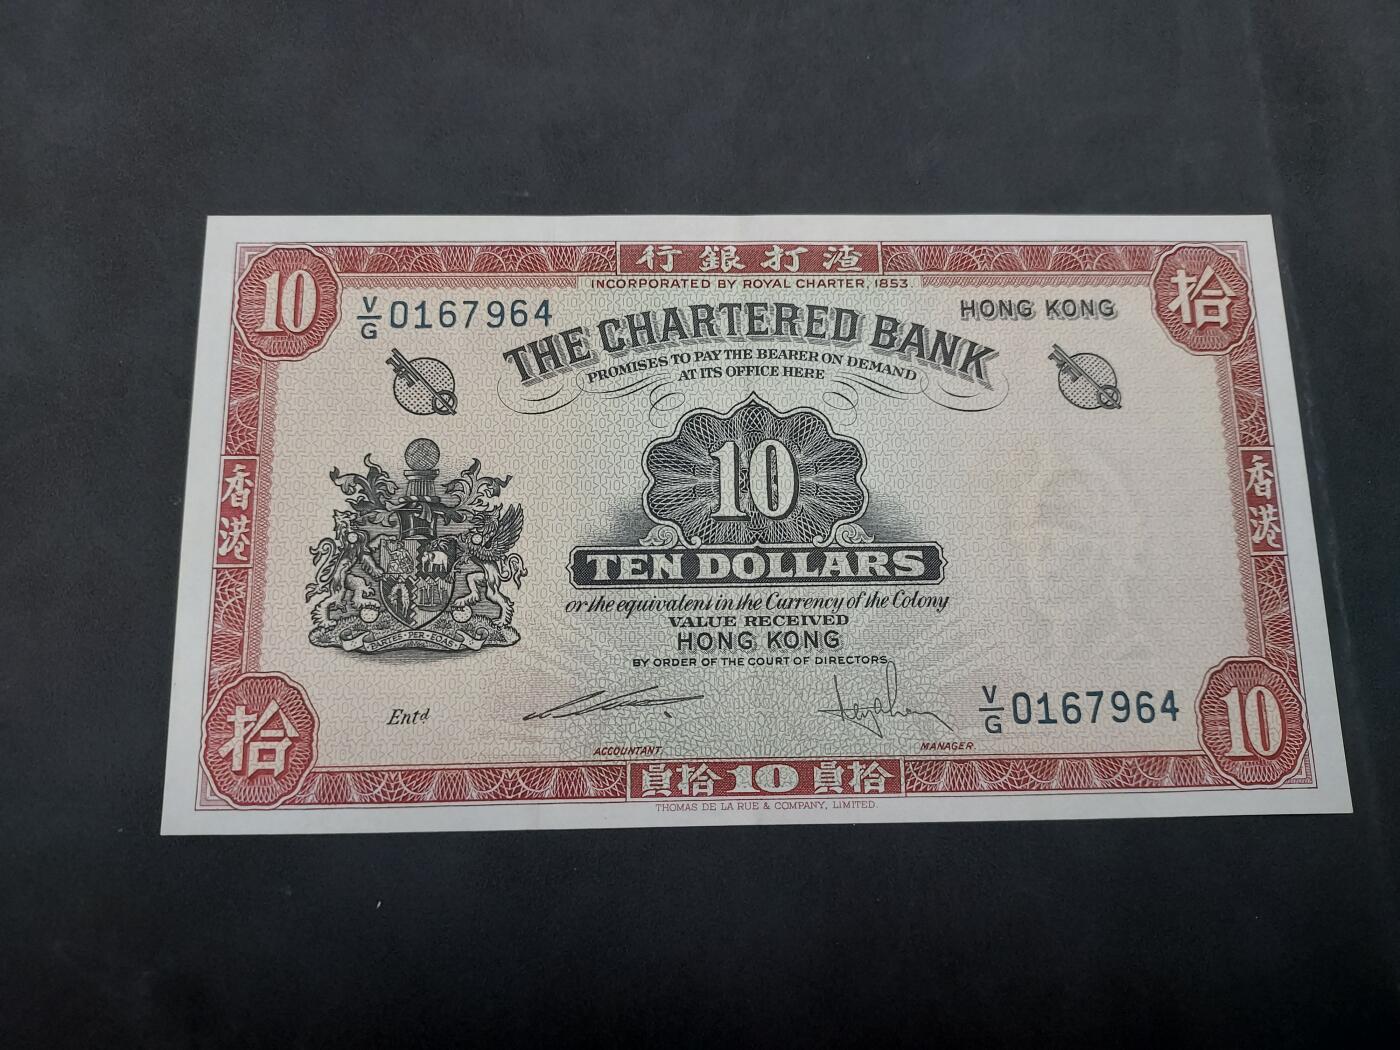 行銀打渣
INCORPORATED BY ROYAL CHARTER, 1853.
10
拾
V/G 0167964
HONG KONG
THE CHARTERED BANK
PROMISES TO PAY THE BEARER ON DEMAND
AT ITS OFFICE HERE
10
香港
香港
TEN DOLLARS
or the equivalent in the Currency of the Colony
VALUE RECEIVED
HONG KONG
BY ORDER OF THE COURT OF DIRECTORS
PARTES·PER·EOAS
Entd
V/G 0167964
拾
10
ACCOUNTANT.
MANAGER.
員拾10員拾
THOMAS DE LA RUE & COMPANY, LIMITED.